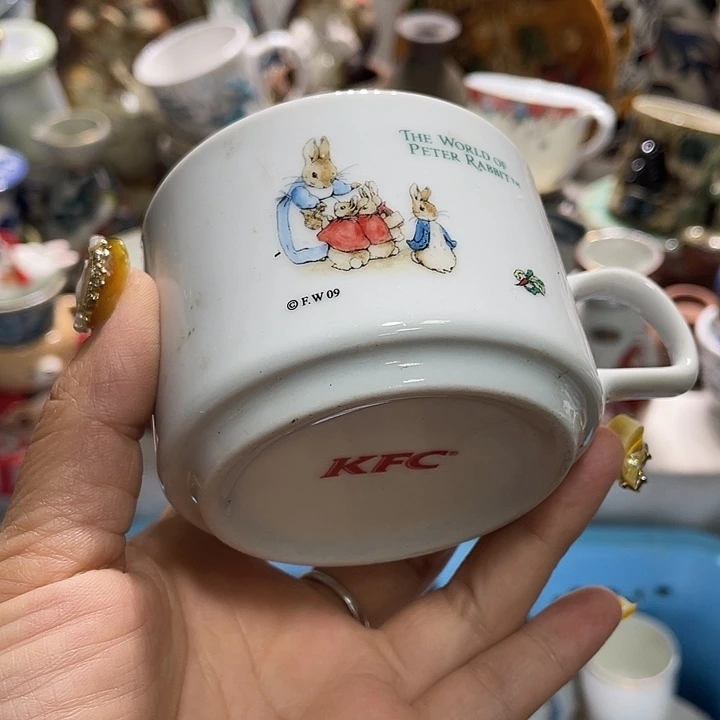 THE WORLD OF
PETER RABBIT™
© F.W 09
KFC®